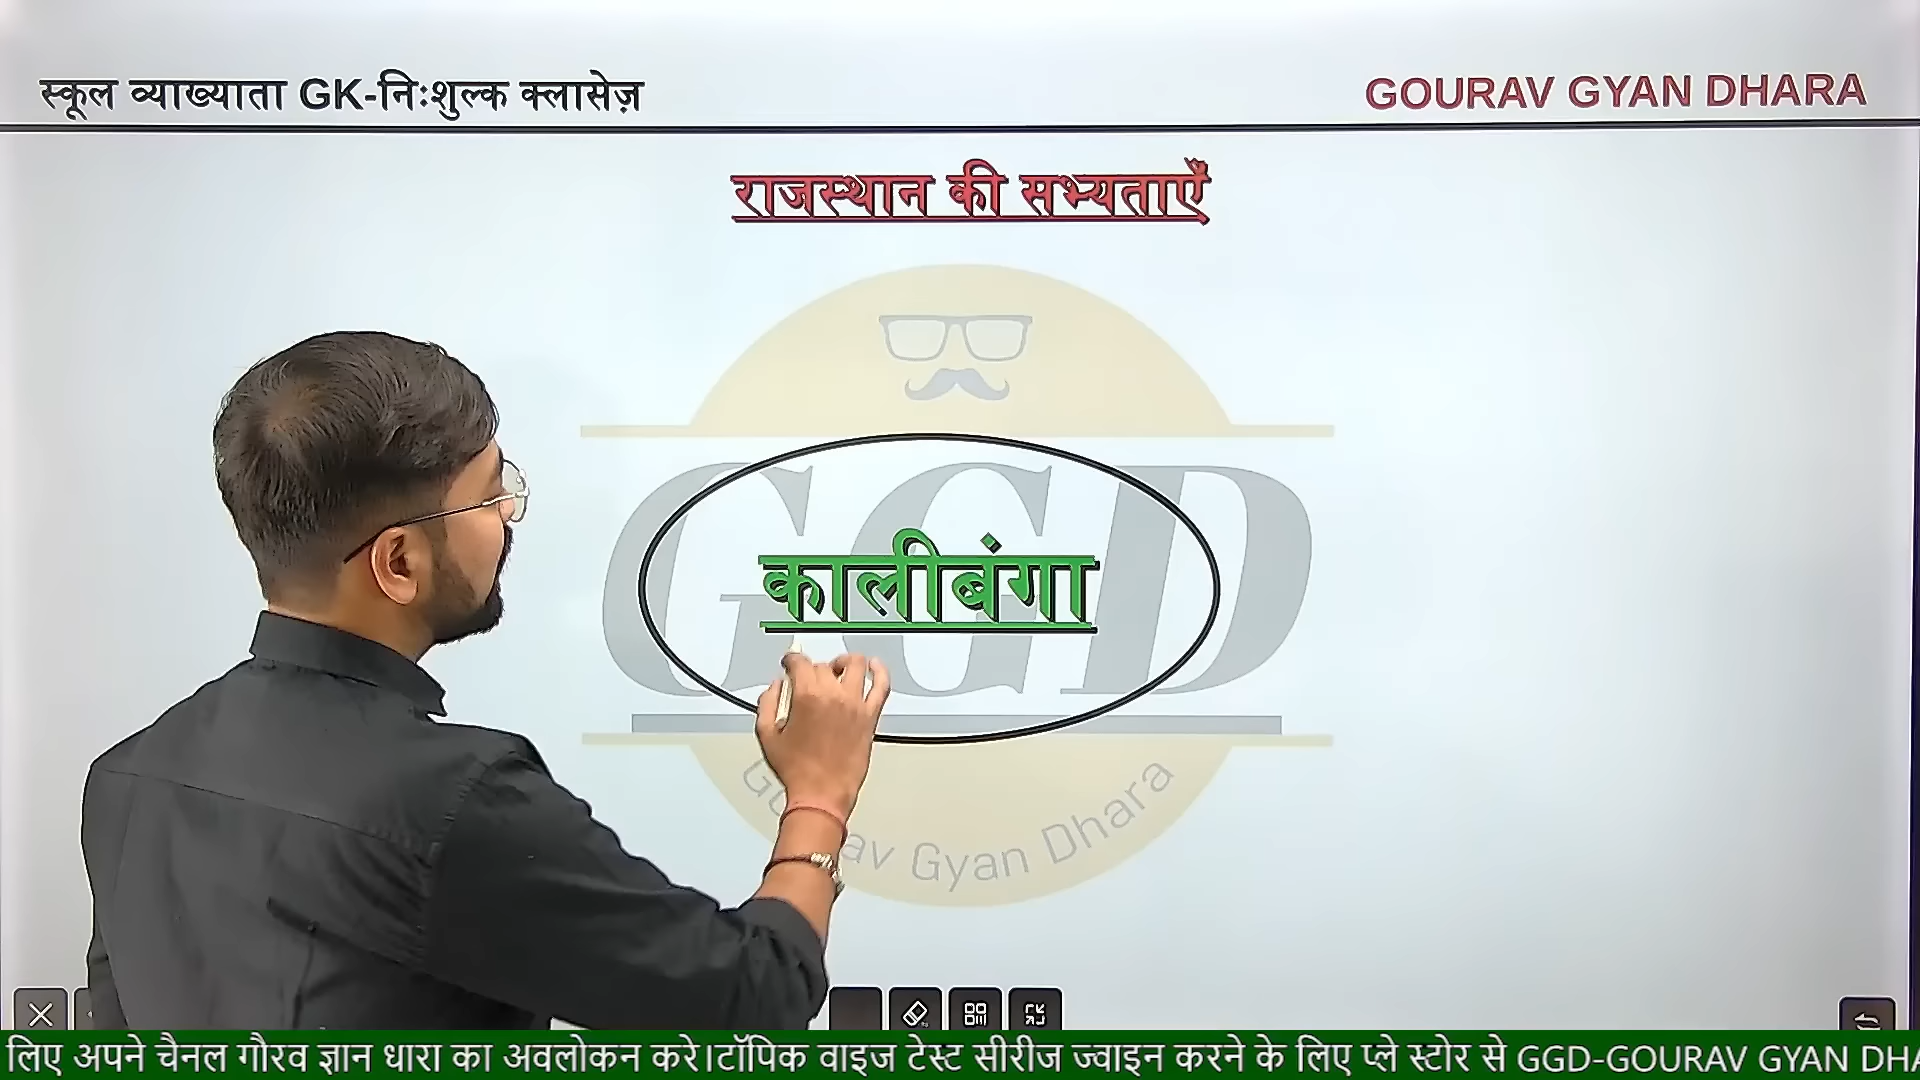 स्कूल व्याख्याता GK-निःशुल्क क्लासेज़
GOURAV GYAN DHARA
राजस्थान की सभ्यताएँ
GGD
कालीबंगा
Gyan Dhara
लिए अपने चैनल गौरव ज्ञान धारा का अवलोकन करे।टॉपिक वाइज टेस्ट सीरीज ज्वाइन करने के लिए प्ले स्टोर से GGD-GOURAV GYAN